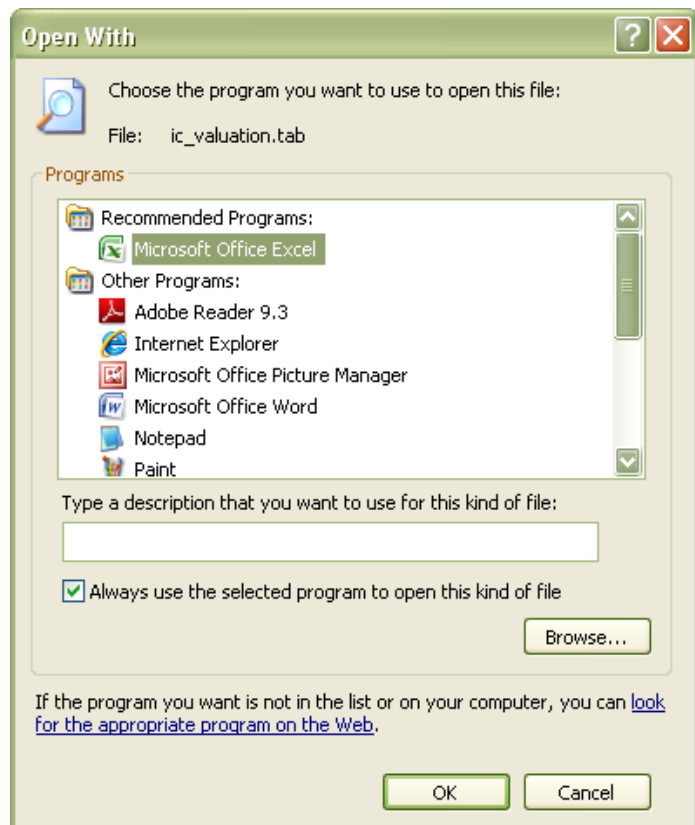 Open With
Choose the program you want to use to open this file:
File: ic_valuation.tab
Programs
Recommended Programs:
Microsoft Office Excel
Other Programs:
Adobe Reader 9.3
Internet Explorer
Microsoft Office Picture Manager
Microsoft Office Word
Notepad
Paint
Type a description that you want to use for this kind of file:
Always use the selected program to open this kind of file
Browse...
If the program you want is not in the list or on your computer, you can look
for the appropriate program on the Web.
OK Cancel